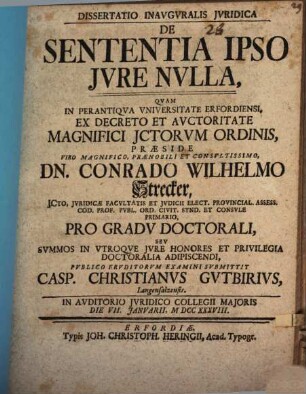 DISSERTATIO INAVGVRALIS JVRIDICA
DE
SENTENTIA IPSO
JVRE NVLLA,
QVAM
IN PERANTIQVA VNIVERSITATE ERFORDIENSI,
EX DECRETO ET AVCTORITATE
MAGNIFICI JCTORVM ORDINIS,
PRÆSIDE
VIRO MAGNIFICO, PRÆNOBILI ET CONSVLTISSIMO,
DN. CONRADO WILHELMO
Strecker,
JCTO, JVRIDICÆ FACVLTATIS ET JVDICII ELECT. PROVINCIAL. ASSESS.
COD. PROF. PVBL. ORD. CIVIT. SYND. ET CONSVLE
PRIMARIO,
PRO GRADV DOCTORALI,
SEV
SVMMOS IN VTROQVE JVRE HONORES ET PRIVILEGIA
DOCTORALIA ADIPISCENDI,
PVBLICO ERVDITORVM EXAMINI SVBMITTIT
CASP. CHRISTIANVS GVTBIRIVS,
Langensalzensis.
IN AVDITORIO JVRIDICO COLLEGII MAJORIS
DIE VII. JANVARII. M DCC XXXVIII.
ERFORDIÆ,
Typis JOH. CHRISTOPH. HERINGII, Acad. Typogr.